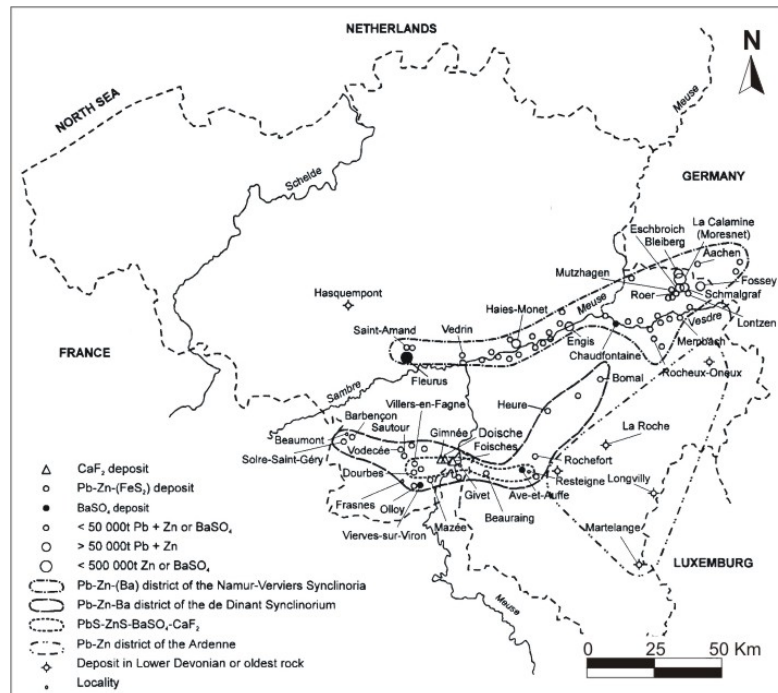 NETHERLANDS
N
NORTH SEA
Meuse
Schelde
GERMANY
La Calamine
(Moresnet)
Eschbroich
Bleiberg
Aachen
Mutzhagen
Fossey
Hasquempont
Haies-Monet
Meuse
Roer
Schmalgraf
Saint-Amand
Vedrin
Vesdre
Lontzen
FRANCE
Engis
Membach
Chaudfontaine
Fleurus
Rocheux-Oneux
Sambre
Bomal
Villers-en-Fagne
Barbençon
Heure
Sautour
Gimnée
Doische
La Roche
Beaumont
Vodecée
Foisches
Solre-Saint-Géry
Rochefort
Dourbes
Resteigne
Longvilly
Frasnes
Givet
Ave-et-Auffe
Olloy
Beauraing
Vierves-sur-Viron
Mazée
Martelange
LUXEMBURG
Meuse
CaF₂ deposit
Pb-Zn-(FeS₂) deposit
BaSO₄ deposit
< 50 000t Pb + Zn or BaSO₄
> 50 000t Pb + Zn
< 500 000t Zn or BaSO₄
Pb-Zn-(Ba) district of the Namur-Verviers Synclinoria
Pb-Zn-Ba district of the de Dinant Synclinorium
PbS-ZnS-BaSO₄-CaF₂
Pb-Zn district of the Ardenne
Deposit in Lower Devonian or oldest rock
Locality
0 25 50 Km